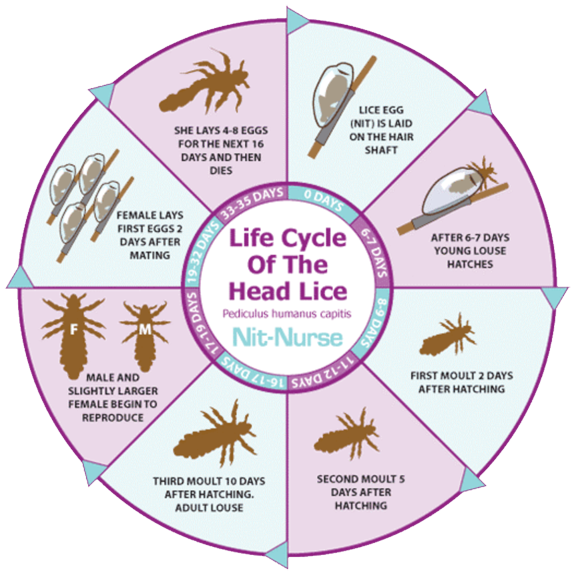 Life Cycle
Of The
Head Lice
Pediculus humanus capitis
Nit-Nurse
0 DAYS
LICE EGG
(NIT) IS LAID
ON THE HAIR
SHAFT
6-7 DAYS
AFTER 6-7 DAYS
YOUNG LOUSE
HATCHES
8-9 DAYS
FIRST MOULT 2 DAYS
AFTER HATCHING
11-12 DAYS
SECOND MOULT 5
DAYS AFTER
HATCHING
16-17 DAYS
THIRD MOULT 10 DAYS
AFTER HATCHING.
ADULT LOUSE
17-19 DAYS
F
M
MALE AND
SLIGHTLY LARGER
FEMALE BEGIN TO
REPRODUCE
19-32 DAYS
FEMALE LAYS
FIRST EGGS 2
DAYS AFTER
MATING
33-35 DAYS
SHE LAYS 4-8 EGGS
FOR THE NEXT 16
DAYS AND THEN
DIES